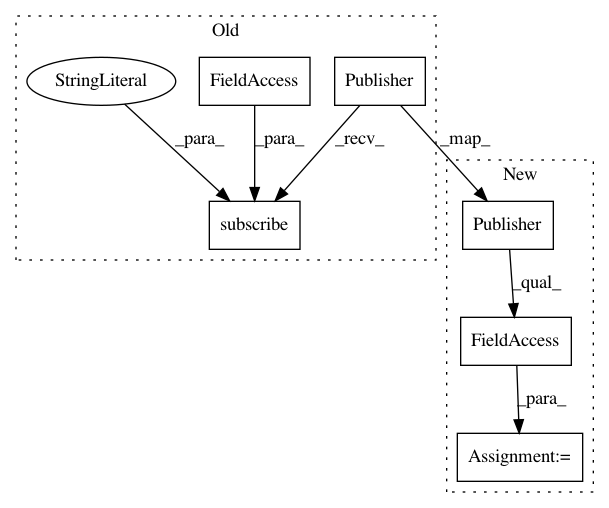 Old
StringLiteral
FieldAccess
Publisher
_para_
_para_
_recv_
_map_
New
subscribe
Publisher
_qual_
FieldAccess
_para_
Assignment:=